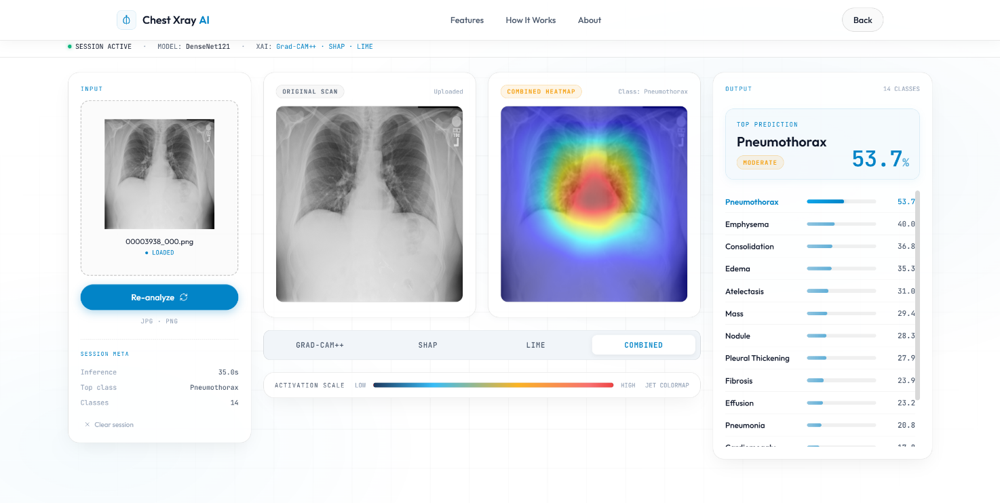 Chest Xray AI
Features
How It Works
About
Back
SESSION ACTIVE · MODEL: DenseNet121 · XAI: Grad-CAM++ · SHAP · LIME
INPUT
00003938_000.png
LOADED
Re-analyze
JPG · PNG
SESSION META
Inference 35.0s
Top class Pneumothorax
Classes 14
× Clear session
ORIGINAL SCAN Uploaded
COMBINED HEATMAP Class: Pneumothorax
GRAD-CAM++ SHAP LIME COMBINED
ACTIVATION SCALE LOW HIGH JET COLORMAP
OUTPUT 14 CLASSES
TOP PREDICTION
Pneumothorax
MODERATE
53.7%
Pneumothorax 53.7
Emphysema 40.0
Consolidation 36.8
Edema 35.3
Atelectasis 31.0
Mass 29.4
Nodule 28.3
Pleural Thickening 27.9
Fibrosis 23.9
Effusion 23.2
Pneumonia 20.8